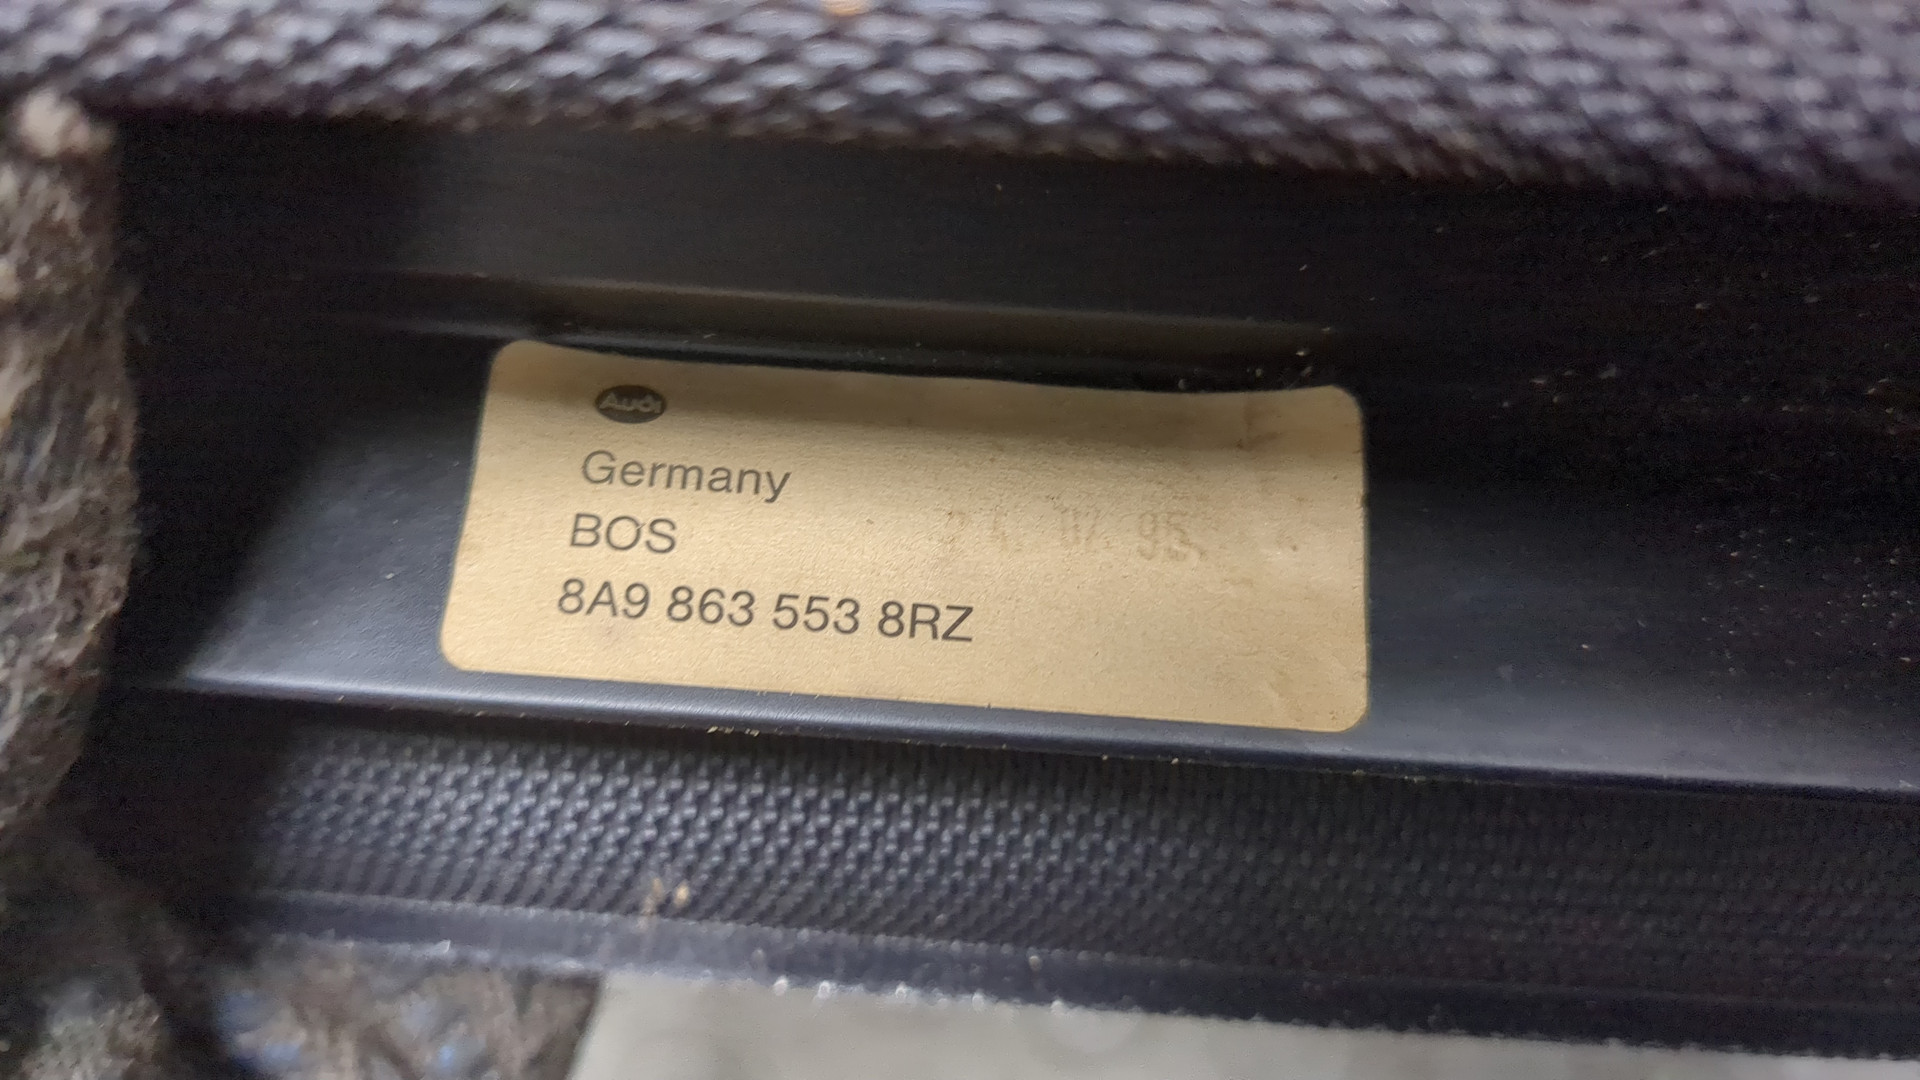 Audi
Germany
BOS
8A9 863 553 8RZ